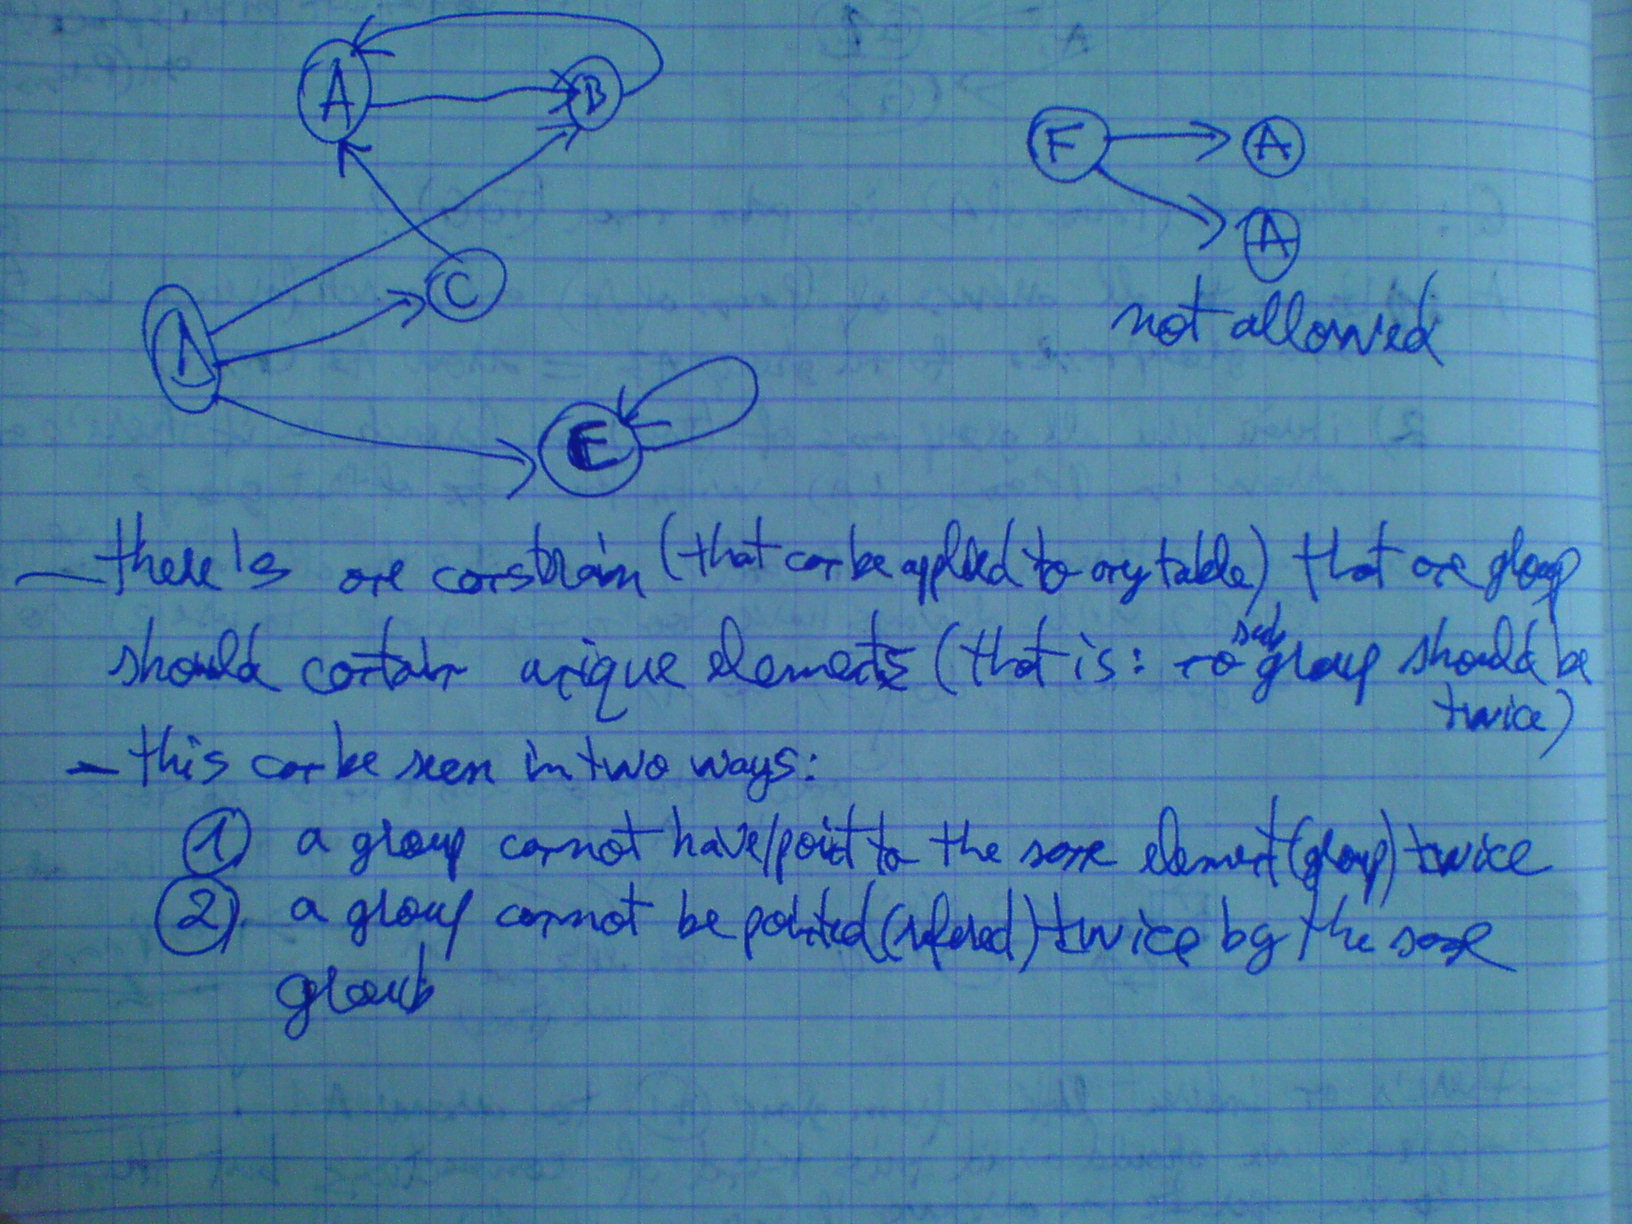 A
B
F
A
A
not allowed
C
D
E
- there's one constrain (that can be applied to any table) that one group
should contain unique elements (that is: no sub group should be
twice)
- this can be seen in two ways:
1) a group cannot have/point to the same element (group) twice
2) a group cannot be pointed (refered) twice by the same
group